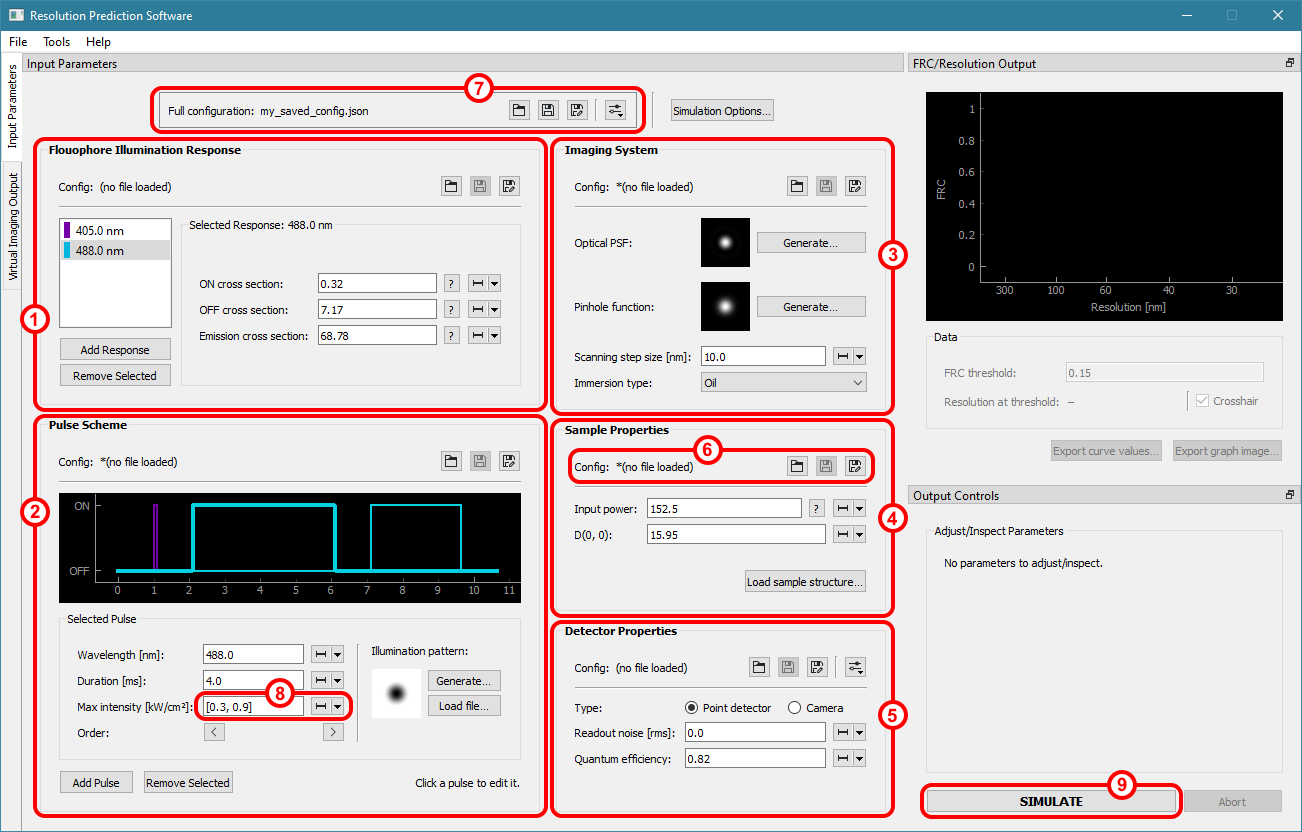 Resolution Prediction Software
File Tools Help
Input Parameters
Virtual Imaging Output
Input Parameters
7
Full configuration: my_saved_config.json
Simulation Options...
1
Flouophore Illumination Response
Config: (no file loaded)
405.0 nm
488.0 nm
Add Response
Remove Selected
Selected Response: 488.0 nm
ON cross section: 0.32 ?
OFF cross section: 7.17 ?
Emission cross section: 68.78 ?
2
Pulse Scheme
Config: *(no file loaded)
ON
OFF
0 1 2 3 4 5 6 7 8 9 10 11
Selected Pulse
Wavelength [nm]: 488.0
Duration [ms]: 4.0
8
Max intensity [kW/cm²]: [0.3, 0.9]
Order: < >
Illumination pattern:
Generate...
Load file...
Add Pulse Remove Selected Click a pulse to edit it.
3
Imaging System
Config: *(no file loaded)
Optical PSF: Generate...
Pinhole function: Generate...
Scanning step size [nm]: 10.0
Immersion type: Oil
4
Sample Properties
6
Config: *(no file loaded)
Input power: 152.5 ?
D(0, 0): 15.95
Load sample structure...
5
Detector Properties
Config: (no file loaded)
Type: Point detector Camera
Readout noise [rms]: 0.0
Quantum efficiency: 0.82
FRC/Resolution Output
FRC
1
0.8
0.6
0.4
0.2
0
300 100 60 40 30
Resolution [nm]
Data
FRC threshold: 0.15
Resolution at threshold: – Crosshair
Export curve values... Export graph image...
Output Controls
Adjust/Inspect Parameters
No parameters to adjust/inspect.
9
SIMULATE Abort